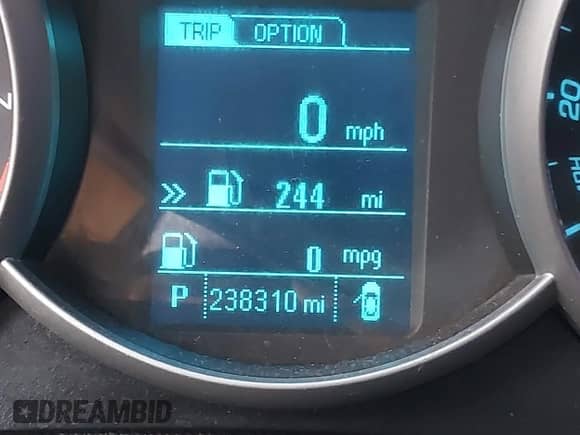 TRIP OPTION
0 mph
244 mi
0 mpg
P 238310 mi
20
DREAMBID